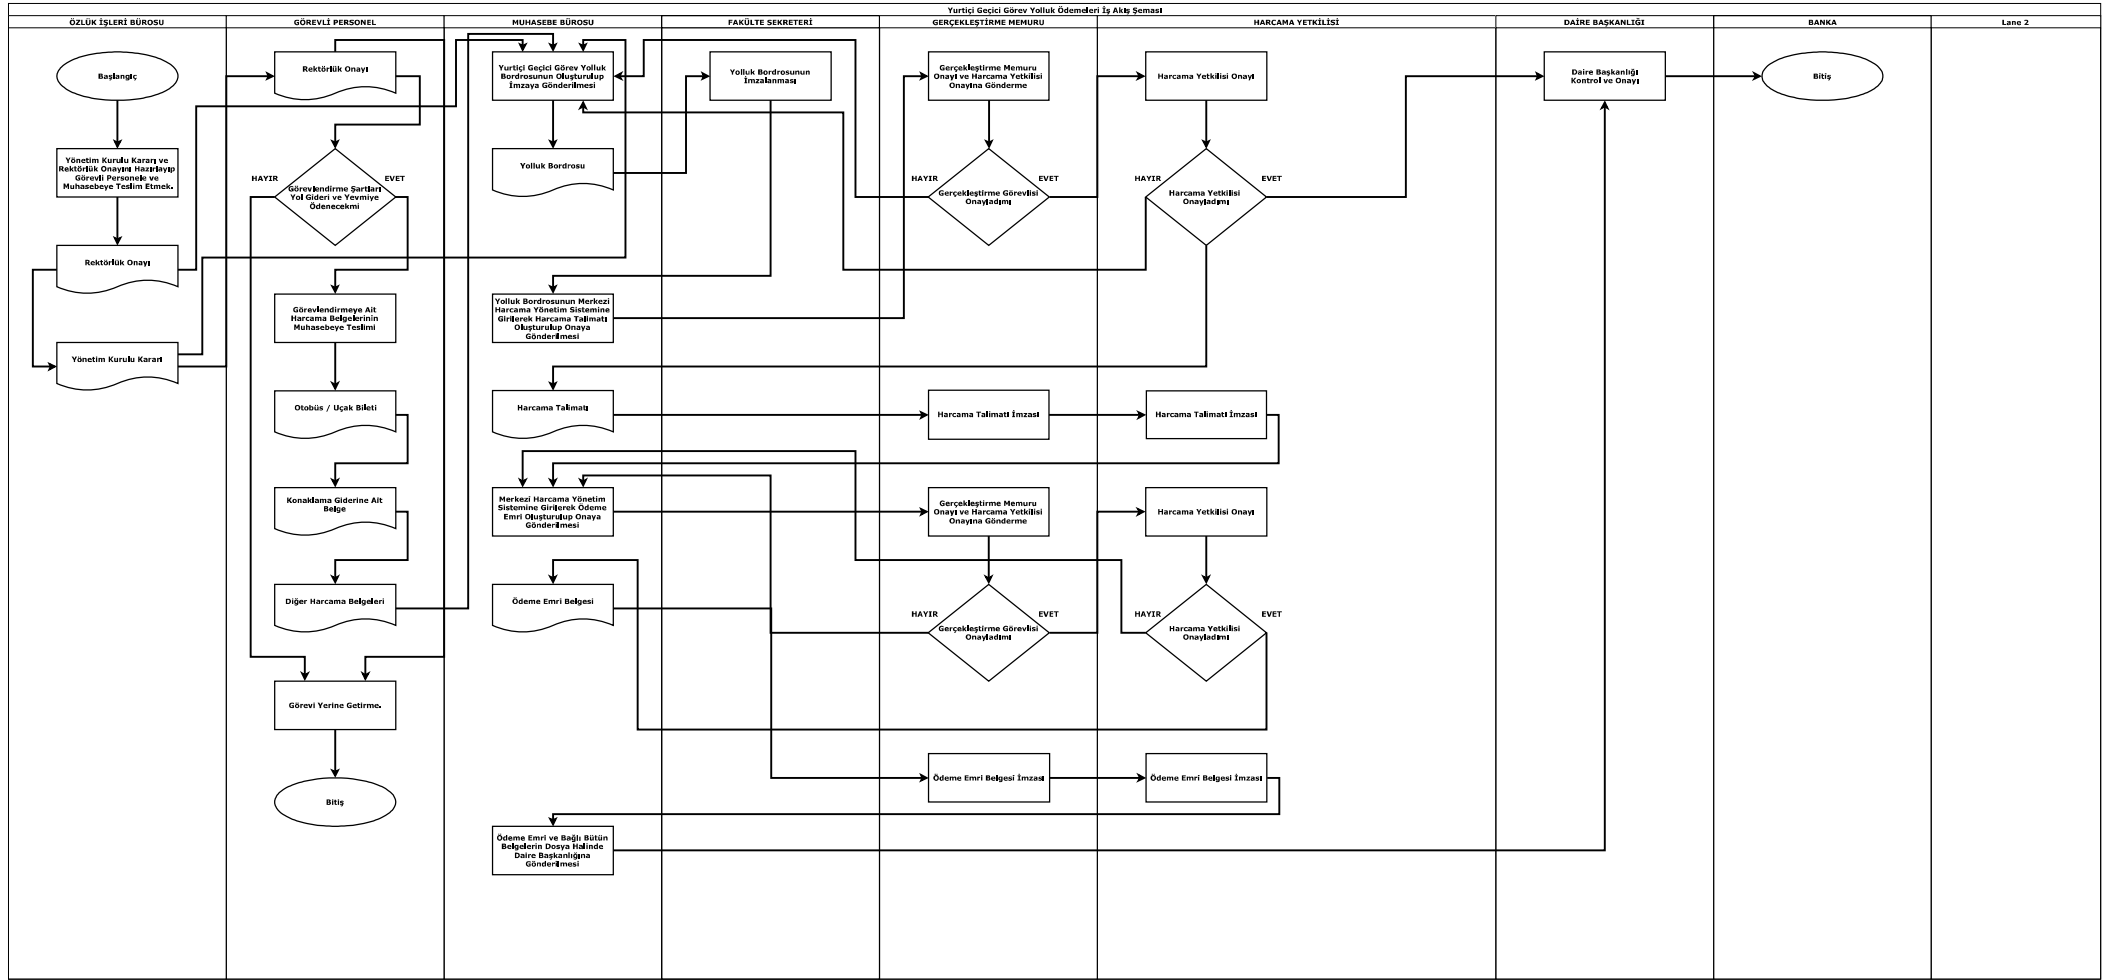 Yurtiçi Geçici Görev Yolluk Ödemeleri İş Akış Şeması
ÖZLÜK İŞLERİ BÜROSU
GÖREVLİ PERSONEL
MUHASEBE BÜROSU
FAKÜLTE SEKRETERİ
GERÇEKLEŞTİRME MEMURU
HARCAMA YETKİLİSİ
DAİRE BAŞKANLIĞI
BANKA
Lane 2
Başlangıç
Yönetim Kurulu Kararı ve
Rektörlük Onayını Hazırlayıp
Görevli Personele ve
Muhasebeye Teslim Etmek.
Rektörlük Onayı
Yönetim Kurulu Kararı
Rektörlük Onayı
HAYIR
EVET
Görevlendirme Şartları
Yol Gideri ve Yevmiye
Ödenecekmi
Görevlendirmeye Ait
Harcama Belgelerinin
Muhasebeye Teslimi
Otobüs / Uçak Bileti
Konaklama Giderine Ait
Belge
Diğer Harcama Belgeleri
Görevi Yerine Getirme.
Bitiş
Yurtiçi Geçici Görev Yolluk
Bordrosunun Oluşturulup
İmzaya Gönderilmesi
Yolluk Bordrosu
Yolluk Bordrosunun Merkezi
Harcama Yönetim Sistemine
Girilerek Harcama Talimatı
Oluşturulup Onaya
Gönderilmesi
Harcama Talimatı
Merkezi Harcama Yönetim
Sistemine Girilerek Ödeme
Emri Oluşturulup Onaya
Gönderilmesi
Ödeme Emri Belgesi
Ödeme Emri ve Bağlı Bütün
Belgelerin Dosya Halinde
Daire Başkanlığına
Gönderilmesi
Yolluk Bordrosunun
İmzalanması
Gerçekleştirme Memuru
Onayı ve Harcama Yetkilisi
Onayına Gönderme
HAYIR
EVET
Gerçekleştirme Görevlisi
Onayladımı
Harcama Talimatı İmzası
Gerçekleştirme Memuru
Onayı ve Harcama Yetkilisi
Onayına Gönderme
HAYIR
EVET
Gerçekleştirme Görevlisi
Onayladımı
Ödeme Emri Belgesi İmzası
Harcama Yetkilisi Onayı
HAYIR
EVET
Harcama Yetkilisi
Onayladımı
Harcama Talimatı İmzası
Harcama Yetkilisi Onayı
HAYIR
EVET
Harcama Yetkilisi
Onayladımı
Ödeme Emri Belgesi İmzası
Daire Başkanlığı
Kontrol ve Onayı
Bitiş